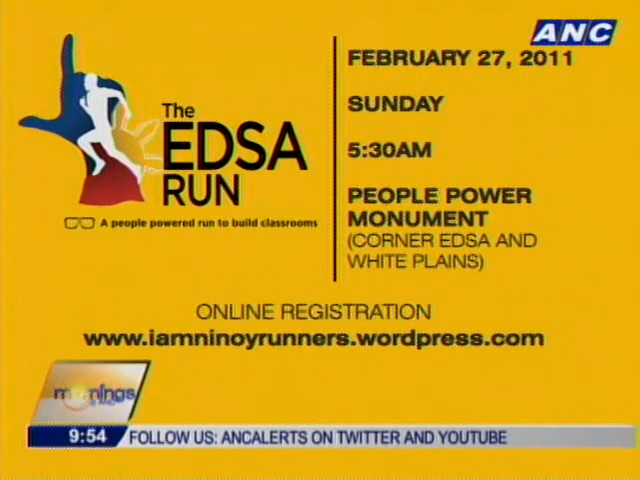 ANC
The
EDSA
RUN
A people powered run to build classrooms
FEBRUARY 27, 2011
SUNDAY
5:30AM
PEOPLE POWER
MONUMENT
(CORNER EDSA AND
WHITE PLAINS)
ONLINE REGISTRATION
www.iamninoyrunners.wordpress.com
mornings
9:54 FOLLOW US: ANCALERTS ON TWITTER AND YOUTUBE